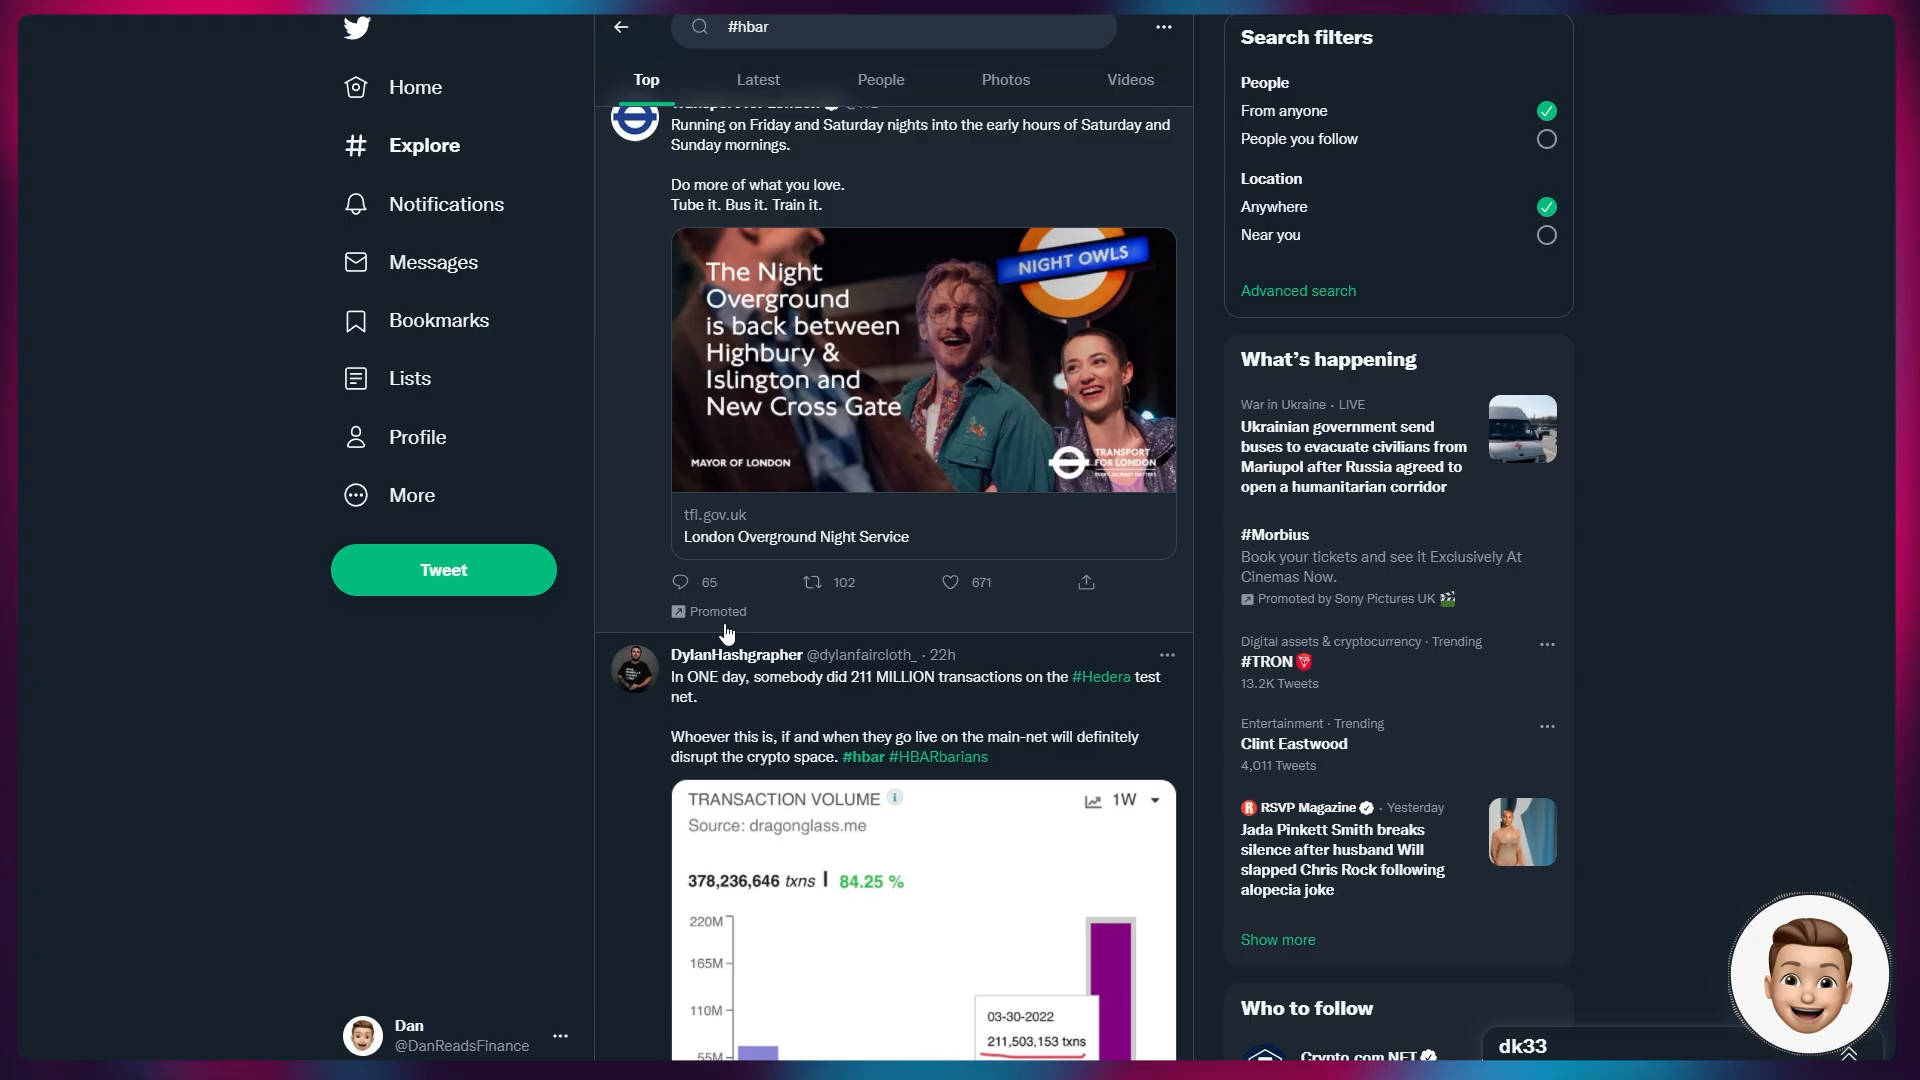 Home
Explore
Notifications
Messages
Bookmarks
Lists
Profile
More
Tweet
Dan
@DanReadsFinance
#hbar
Top
Latest
People
Photos
Videos
Running on Friday and Saturday nights into the early hours of Saturday and
Sunday mornings.
Do more of what you love.
Tube it. Bus it. Train it.
The Night
Overground
is back between
Highbury &
Islington and
New Cross Gate
NIGHT OWLS
MAYOR OF LONDON
TRANSPORT
FOR LONDON
EVERY JOURNEY MATTERS
tfl.gov.uk
London Overground Night Service
65
102
671
Promoted
DylanHashgrapher @dylanfaircloth_ · 22h
In ONE day, somebody did 211 MILLION transactions on the #Hedera test
net.
Whoever this is, if and when they go live on the main-net will definitely
disrupt the crypto space. #hbar #HBARbarians
TRANSACTION VOLUME
1W
Source: dragonglass.me
378,236,646 txns | 84.25 %
220M
165M
110M
55M
03-30-2022
211,503,153 txns
Search filters
People
From anyone
People you follow
Location
Anywhere
Near you
Advanced search
What’s happening
War in Ukraine · LIVE
Ukrainian government send
buses to evacuate civilians from
Mariupol after Russia agreed to
open a humanitarian corridor
#Morbius
Book your tickets and see it Exclusively At
Cinemas Now.
Promoted by Sony Pictures UK
Digital assets & cryptocurrency · Trending
#TRON
13.2K Tweets
Entertainment · Trending
Clint Eastwood
4,011 Tweets
RSVP Magazine · Yesterday
Jada Pinkett Smith breaks
silence after husband Will
slapped Chris Rock following
alopecia joke
Show more
Who to follow
Crypto.com NFT
dk33